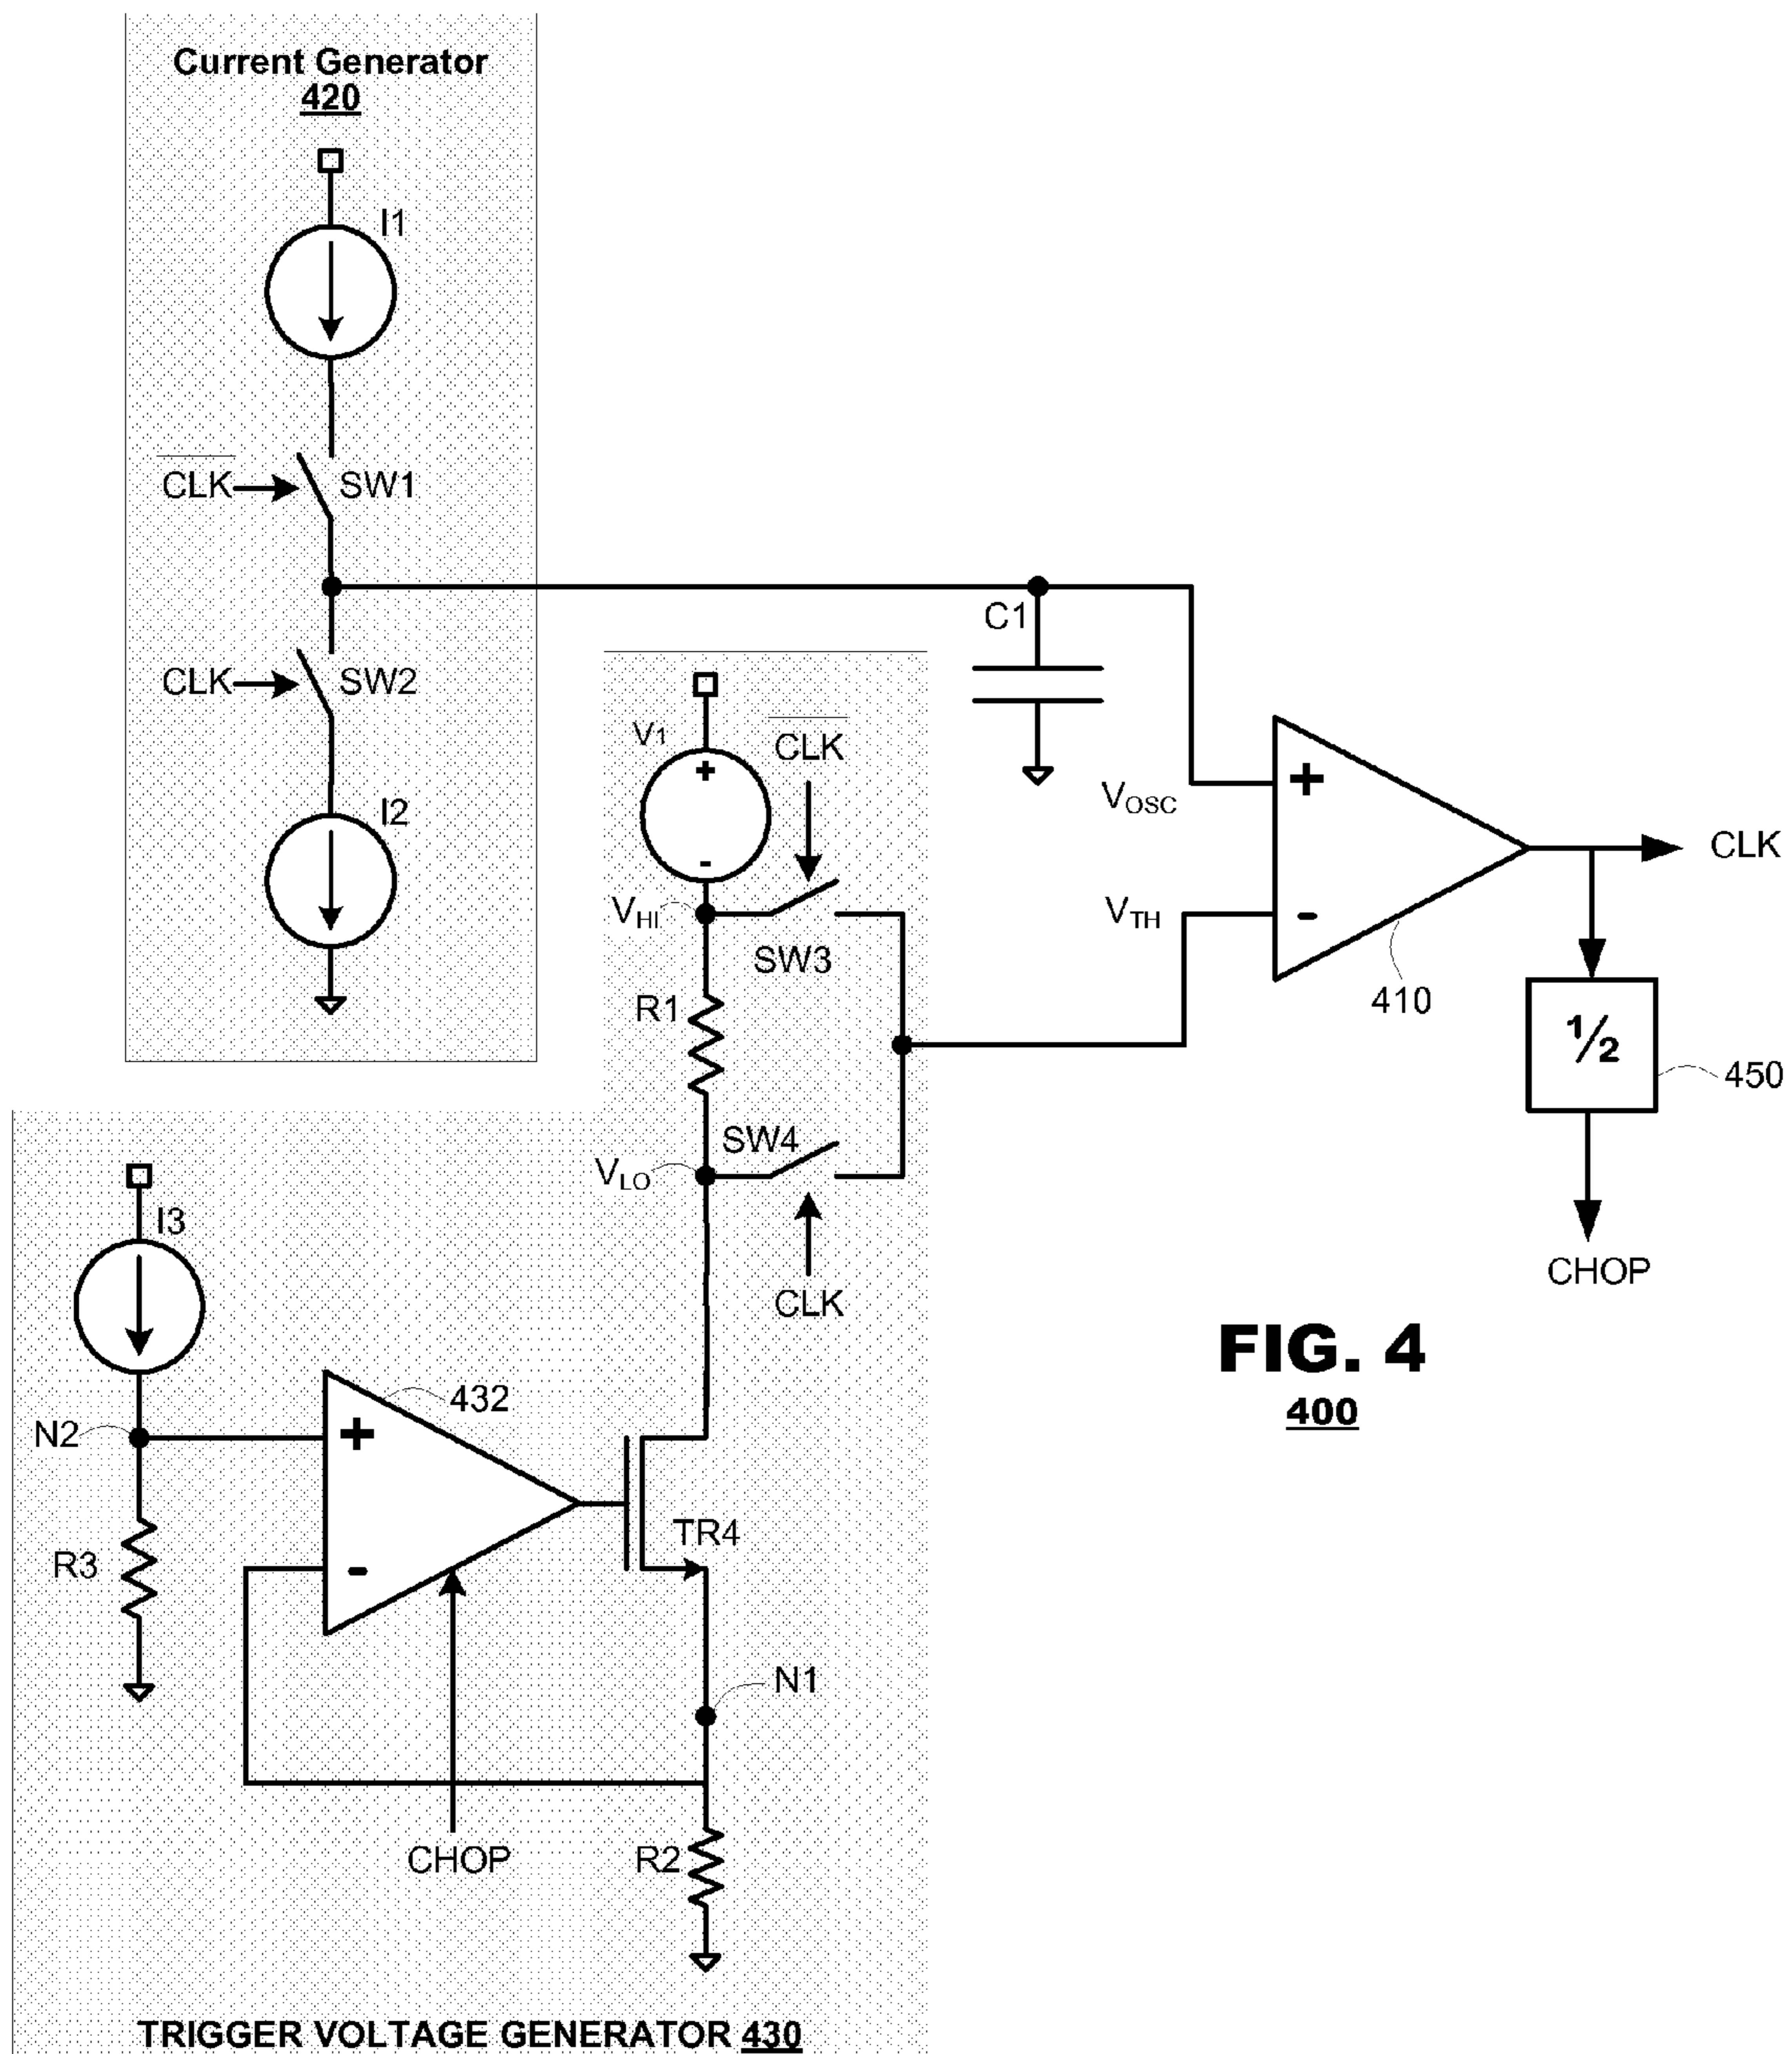 Current Generator
420
I1
CLK
SW1
CLK
SW2
I2
C1
V1
+
-
CLK
VHI
SW3
R1
SW4
VLO
CLK
VOSC
VTH
+
-
410
CLK
½
450
CHOP
I3
N2
R3
+
-
432
TR4
N1
CHOP
R2
FIG. 4
400
TRIGGER VOLTAGE GENERATOR 430